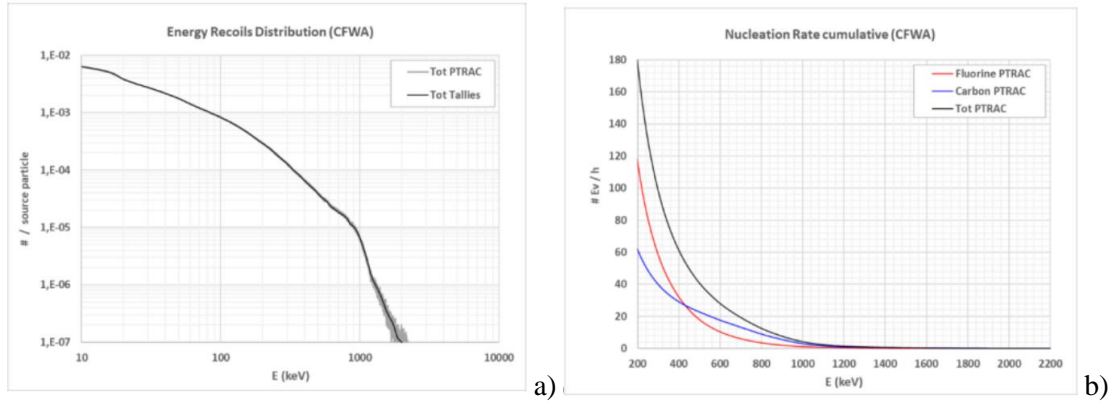 Energy Recoils Distribution (CFWA)
Tot PTRAC
Tot Tallies
# / source particle
1,E-02
1,E-03
1,E-04
1,E-05
1,E-06
1,E-07
10
100
1000
10000
E (keV)
a)
Nucleation Rate cumulative (CFWA)
Fluorine PTRAC
Carbon PTRAC
Tot PTRAC
# Ev / h
180
160
140
120
100
80
60
40
20
0
200
400
600
800
1000
1200
1400
1600
1800
2000
2200
E (keV)
b)